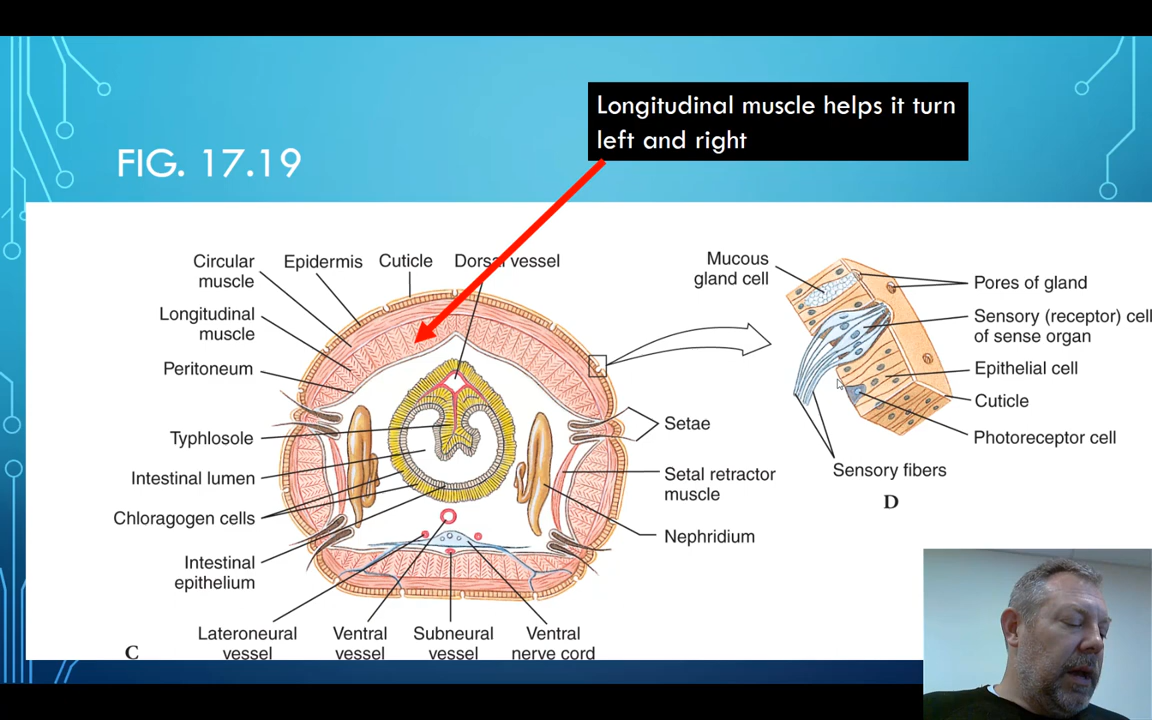 Longitudinal muscle helps it turn
left and right
FIG. 17.19
Circular
muscle
Epidermis
Cuticle
Dorsal vessel
Longitudinal
muscle
Peritoneum
Typhlosole
Intestinal lumen
Chloragogen cells
Intestinal
epithelium
Lateroneural
vessel
Ventral
vessel
Subneural
vessel
Ventral
nerve cord
Setae
Setal retractor
muscle
Nephridium
C
Mucous
gland cell
Pores of gland
Sensory (receptor) cell
of sense organ
Epithelial cell
Cuticle
Photoreceptor cell
Sensory fibers
D